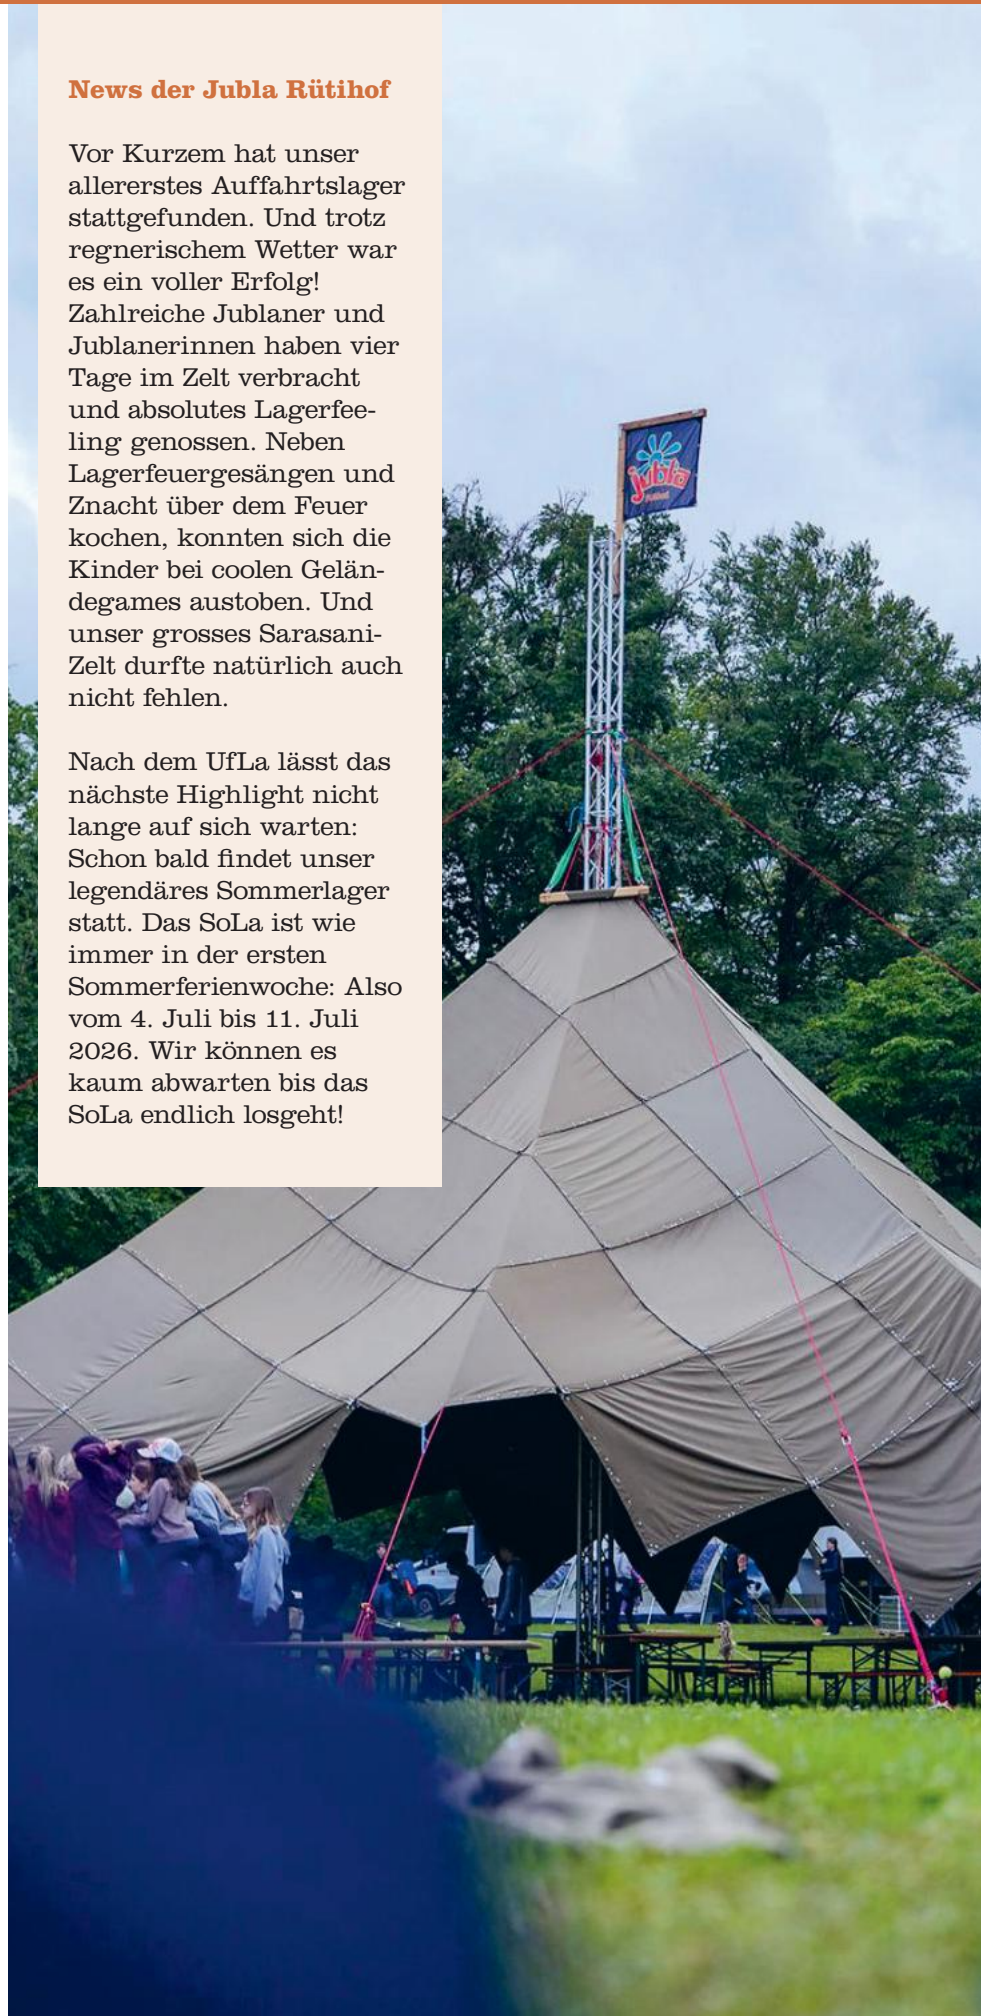 News der Jubla Rütihof
Vor Kurzem hat unser
allererstes Auffahrtslager
stattgefunden. Und trotz
regnerischem Wetter war
es ein voller Erfolg!
Zahlreiche Jublaner und
Jublanerinnen haben vier
Tage im Zelt verbracht
und absolutes Lagerfee-
ling genossen. Neben
Lagerfeuergesängen und
Znacht über dem Feuer
kochen, konnten sich die
Kinder bei coolen Gelän-
degames austoben. Und
unser grosses Sarasani-
Zelt durfte natürlich auch
nicht fehlen.
Nach dem UfLa lässt das
nächste Highlight nicht
lange auf sich warten:
Schon bald findet unser
legendäres Sommerlager
statt. Das SoLa ist wie
immer in der ersten
Sommerferienwoche: Also
vom 4. Juli bis 11. Juli
2026. Wir können es
kaum abwarten bis das
SoLa endlich losgeht!
jubla